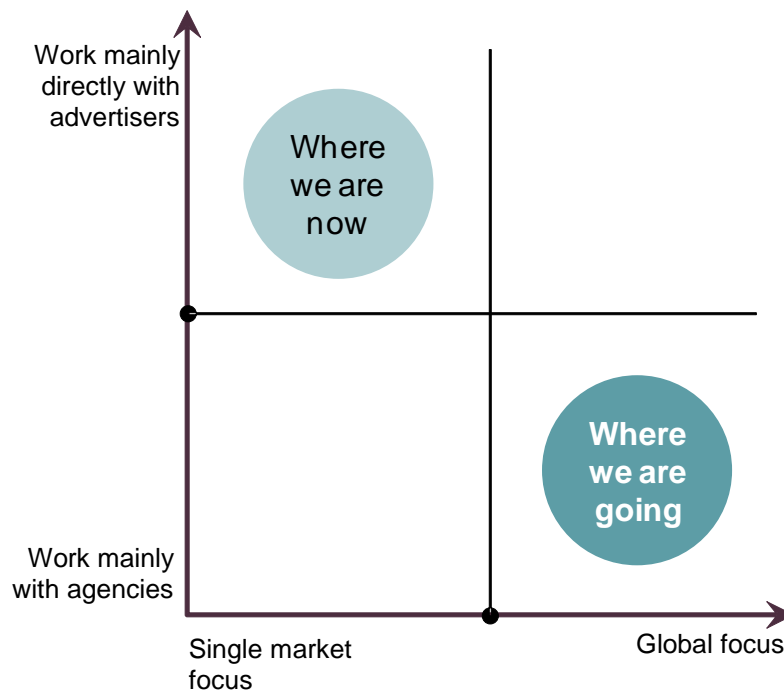 Work mainly
directly with
advertisers
Where
we are
now
Where
we are
going
Work mainly
with agencies
Single market
focus
Global focus